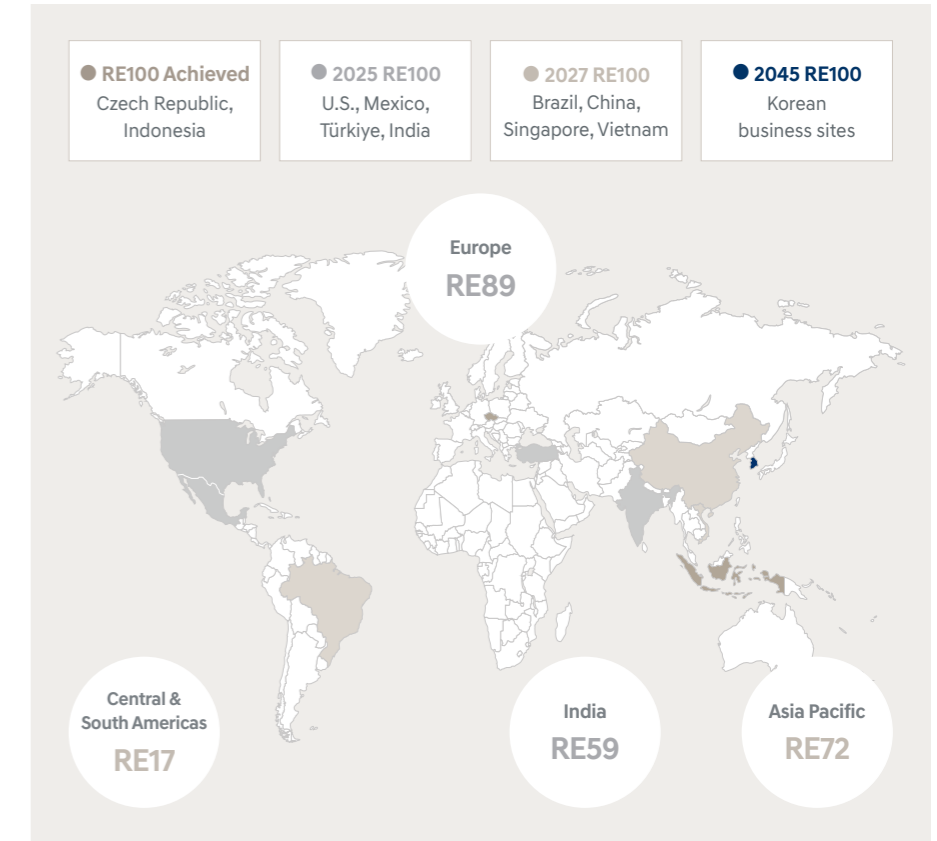 RE100 Achieved
Czech Republic,
Indonesia
2025 RE100
U.S., Mexico,
Türkiye, India
2027 RE100
Brazil, China,
Singapore, Vietnam
2045 RE100
Korean
business sites
Europe
RE89
Central &
South Americas
RE17
India
RE59
Asia Pacific
RE72